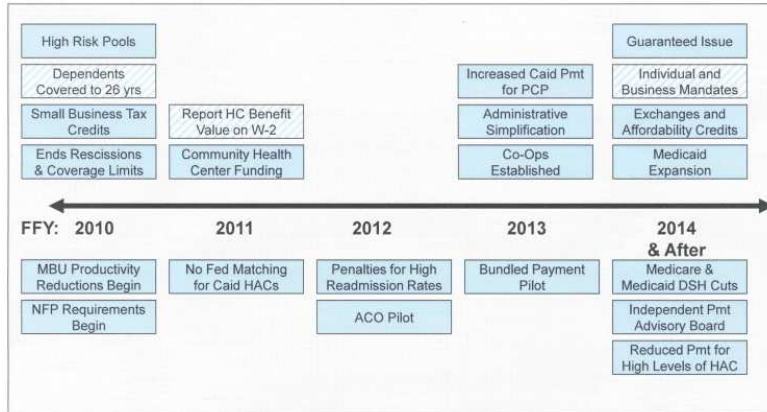 High Risk Pools
Dependents
Covered to 26 yrs
Small Business Tax
Credits
Ends Rescissions
& Coverage Limits
Report HC Benefit
Value on W-2
Community Health
Center Funding
Increased Caid Pmt
for PCP
Administrative
Simplification
Co-Ops
Established
Guaranteed Issue
Individual and
Business Mandates
Exchanges and
Affordability Credits
Medicaid
Expansion
FFY: 2010 2011 2012 2013 2014
& After
MBU Productivity
Reductions Begin
NFP Requirements
Begin
No Fed Matching
for Caid HACs
Penalties for High
Readmission Rates
ACO Pilot
Bundled Payment
Pilot
Medicare &
Medicaid DSH Cuts
Independent Pmt
Advisory Board
Reduced Pmt for
High Levels of HAC